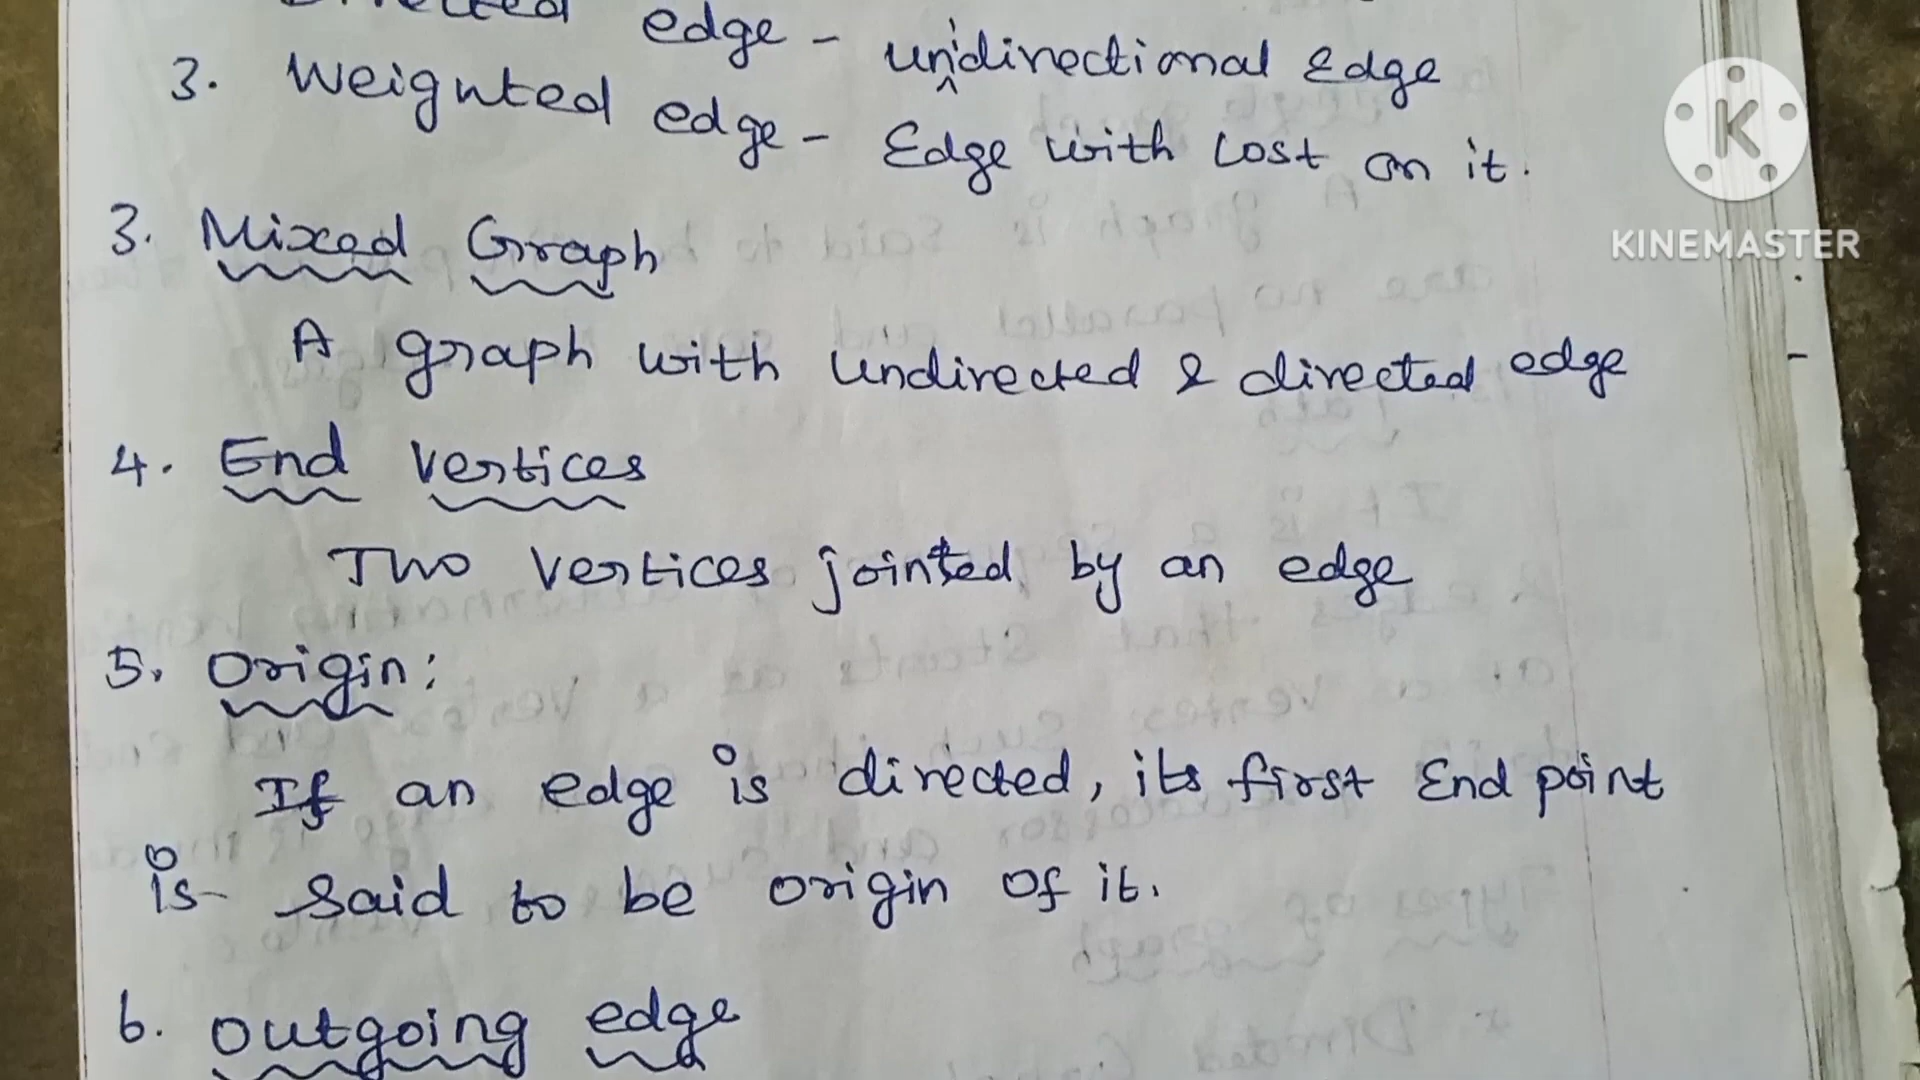 Directed edge - unidirectional Edge
3. Weighted edge - Edge with cost on it.
3. Mixed Graph
A graph with undirected & directed edge
4. End vertices
Two vertices jointed by an edge
5. Origin:
If an edge is directed, its first End point
is said to be origin of it.
6. outgoing edge
K
KINEMASTER